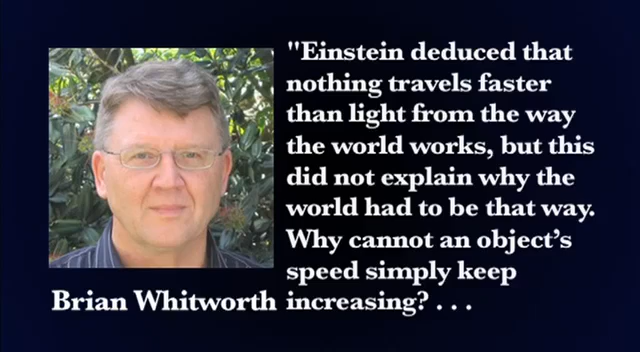 "Einstein deduced that
nothing travels faster
than light from the way
the world works, but this
did not explain why the
world had to be that way.
Why cannot an object’s
speed simply keep
increasing? . . .
Brian Whitworth